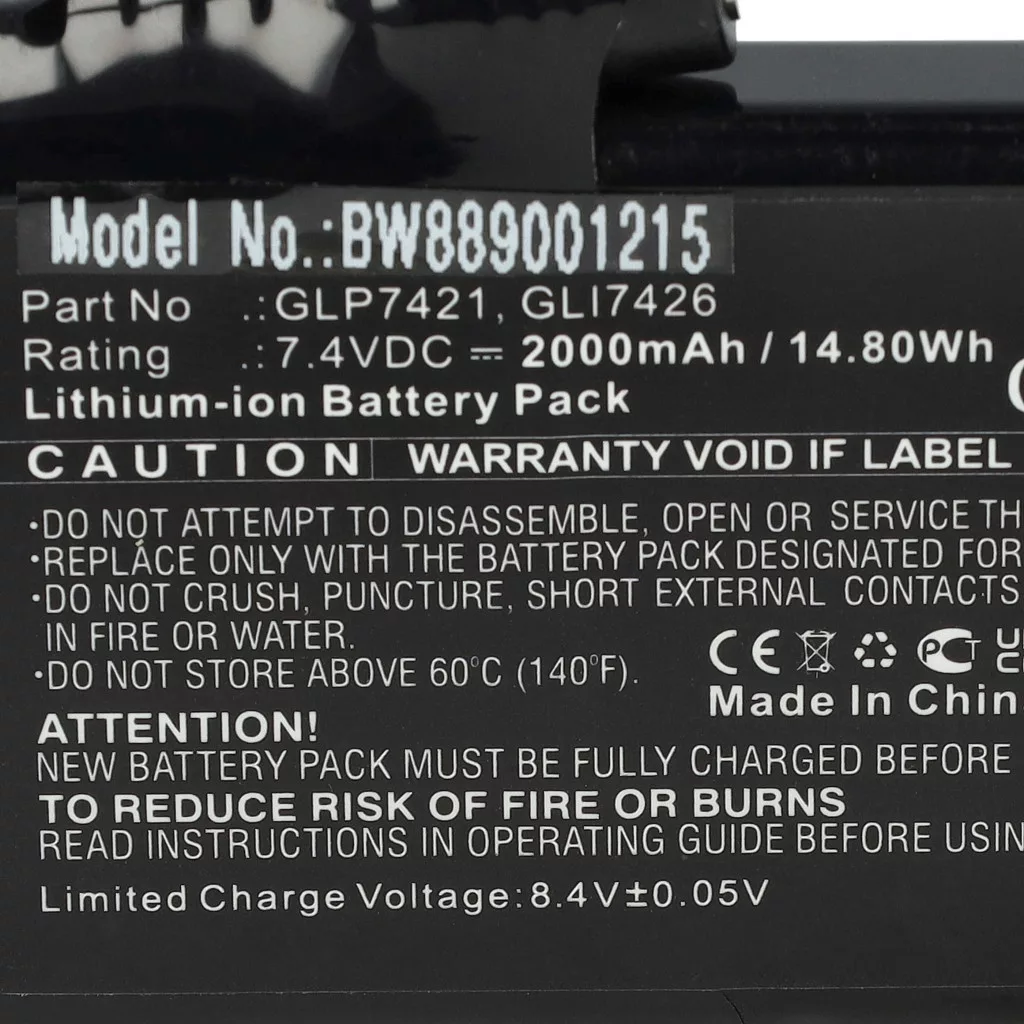 Model No.:BW889001215
Part No .:GLP7421, GLI7426
Rating .:7.4VDC ⎓ 2000mAh / 14.80Wh
Lithium-ion Battery Pack
CAUTION WARRANTY VOID IF LABEL
•DO NOT ATTEMPT TO DISASSEMBLE, OPEN OR SERVICE
•REPLACE ONLY WITH THE BATTERY PACK DESIGNATED FOR
•DO NOT CRUSH, PUNCTURE, SHORT EXTERNAL CONTACTS
IN FIRE OR WATER.
•DO NOT STORE ABOVE 60°C (140°F).
CE PCT
Made In
ATTENTION!
NEW BATTERY PACK MUST BE FULLY CHARGED BEFORE
TO REDUCE RISK OF FIRE OR BURNS
READ INSTRUCTIONS IN OPERATING GUIDE BEFORE
Limited Charge Voltage:8.4V±0.05V